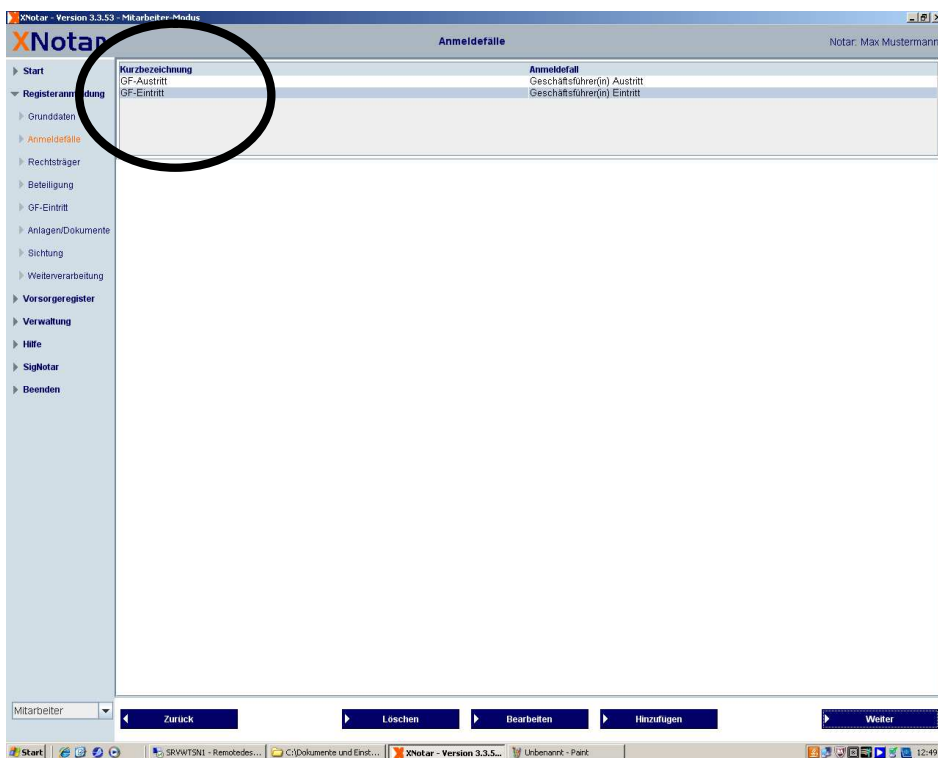 XNotar - Version 3.3.53 - Mitarbeiter-Modus
XNotar
Anmeldefälle
Notar: Max Mustermann
Start
Registeranmeldung
Grunddaten
Anmeldefälle
Rechtsträger
Beteiligung
GF-Eintritt
Anlagen/Dokumente
Sichtung
Weiterverarbeitung
Vorsorgeregister
Verwaltung
Hilfe
SigNotar
Beenden
Kurzbezeichnung Anmeldefall
GF-Austritt Geschäftsführer(in) Austritt
GF-Eintritt Geschäftsführer(in) Eintritt
Mitarbeiter
Zurück Löschen Bearbeiten Hinzufügen Weiter
Start SRVWTSN1 - Remotedes... C:\Dokumente und Einst... XNotar - Version 3.3.5... Unbenannt - Paint 12:49